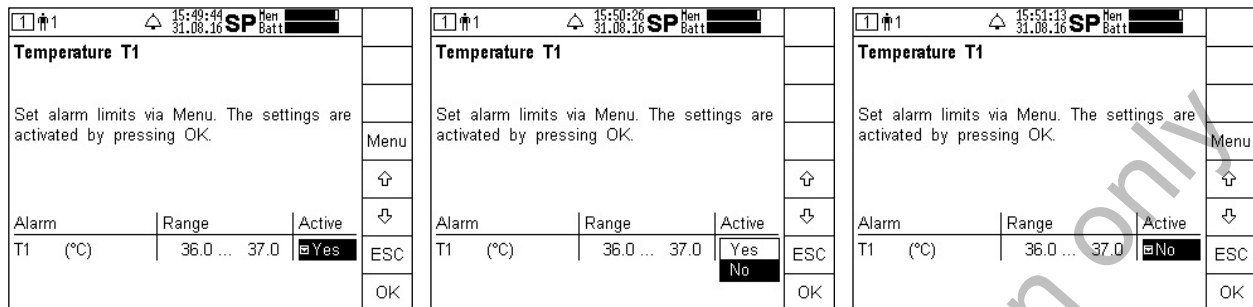 1 1 15:49:44 31.08.16 SP Mem Batt
Temperature T1
Set alarm limits via Menu. The settings are
activated by pressing OK.
Menu
Alarm Range Active
T1 (°C) 36.0 ... 37.0 Yes
ESC
OK
1 1 15:50:26 31.08.16 SP Mem Batt
Temperature T1
Set alarm limits via Menu. The settings are
activated by pressing OK.
Alarm Range Active
T1 (°C) 36.0 ... 37.0 Yes
No
ESC
OK
1 1 15:51:13 31.08.16 SP Mem Batt
Temperature T1
Set alarm limits via Menu. The settings are
activated by pressing OK.
Menu
Alarm Range Active
T1 (°C) 36.0 ... 37.0 No
ESC
OK
only